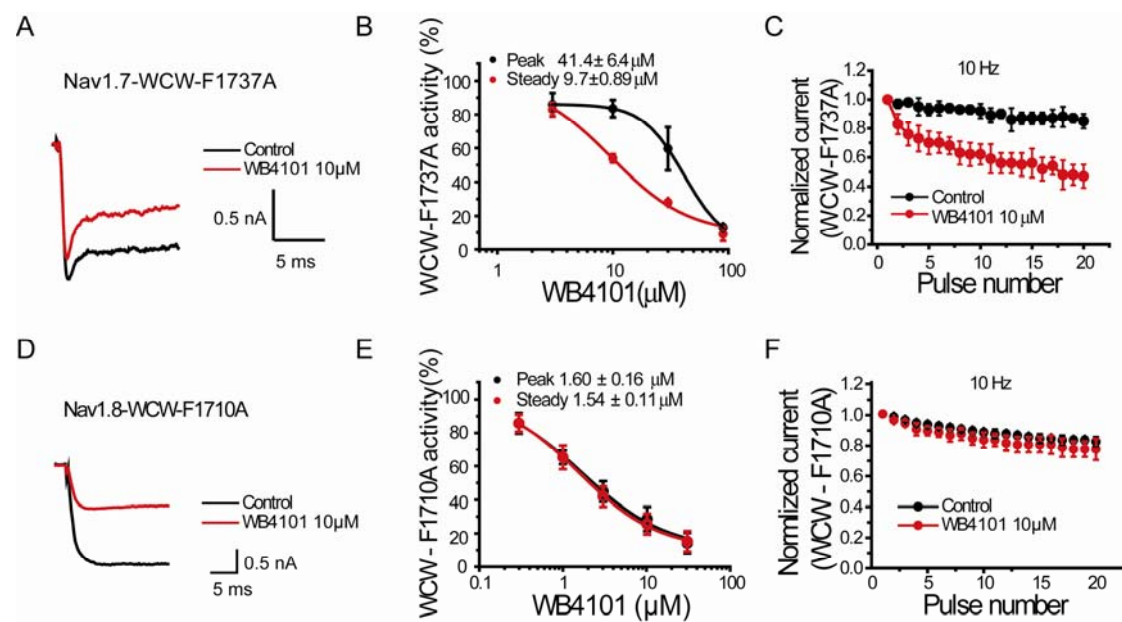 A
Nav1.7-WCW-F1737A
Control
WB4101 10μM
0.5 nA
5 ms
B
WCW-F1737A activity (%)
Peak 41.4± 6.4 μM
Steady 9.7±0.89 μM
100
80
60
40
20
0
1 10 100
WB4101(μM)
C
Normalized current
(WCW-F1737A)
10 Hz
1.2
1.0
0.8
0.6
0.4
0.2
0.0
Control
WB4101 10 μM
0 5 10 15 20
Pulse number
D
Nav1.8-WCW-F1710A
Control
WB4101 10μM
0.5 nA
5 ms
E
WCW - F1710A activity(%)
Peak 1.60 ± 0.16 μM
Steady 1.54 ± 0.11 μM
100
80
60
40
20
0
0.1 1 10 100
WB4101 (μM)
F
Normlized current
(WCW - F1710A)
10 Hz
1.2
1.0
0.8
0.6
0.4
0.2
0.0
Control
WB4101 10μM
0 5 10 15 20
Pulse number